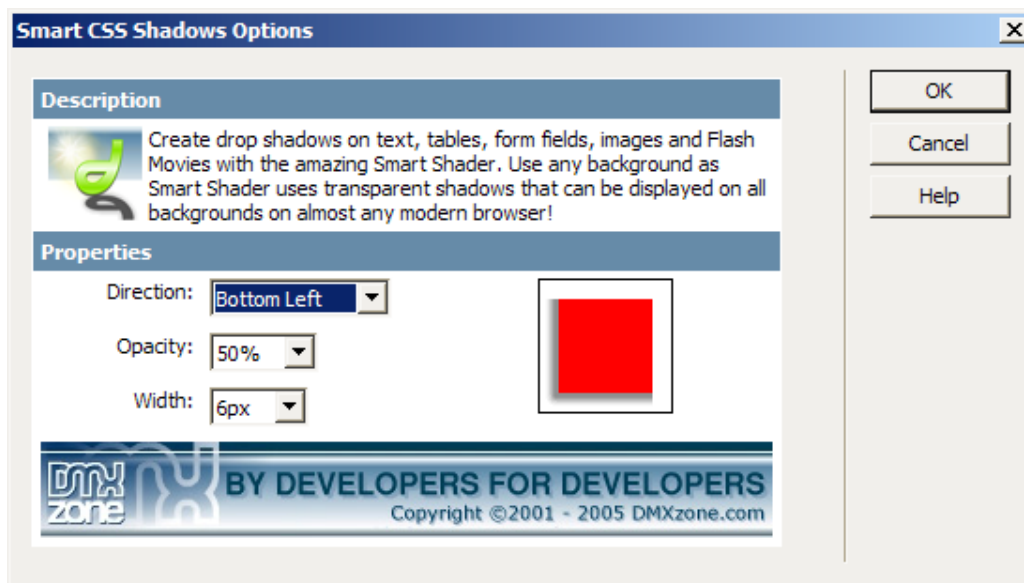 Smart CSS Shadows Options
Description
Create drop shadows on text, tables, form fields, images and Flash
Movies with the amazing Smart Shader. Use any background as
Smart Shader uses transparent shadows that can be displayed on all
backgrounds on almost any modern browser!
Properties
Direction: Bottom Left
Opacity: 50%
Width: 6px
DMX
zone
BY DEVELOPERS FOR DEVELOPERS
Copyright ©2001 - 2005 DMXzone.com
OK
Cancel
Help